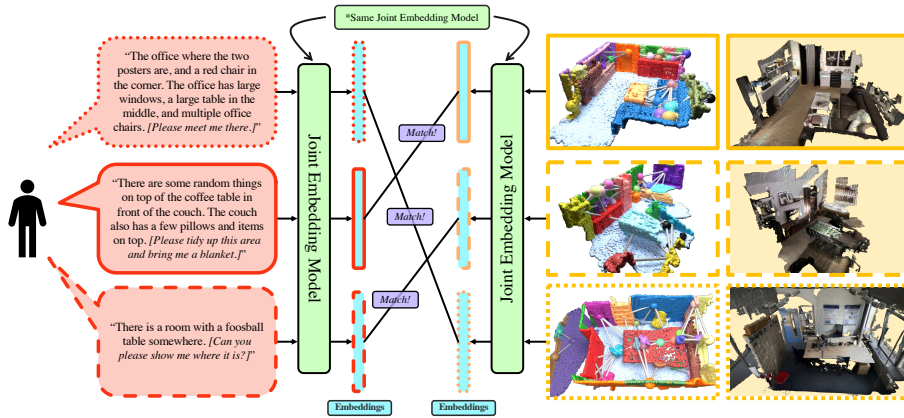 *Same Joint Embedding Model
“The office where the two
posters are, and a red chair in
the corner. The office has large
windows, a large table in the
middle, and multiple office
chairs. [Please meet me there.]”
“There are some random things
on top of the coffee table in
front of the couch. The couch
also has a few pillows and items
on top. [Please tidy up this area
and bring me a blanket.]”
“There is a room with a foosball
table somewhere. [Can you
please show me where it is?]”
Joint Embedding Model
Match!
Match!
Match!
Joint Embedding Model
Embeddings
Embeddings